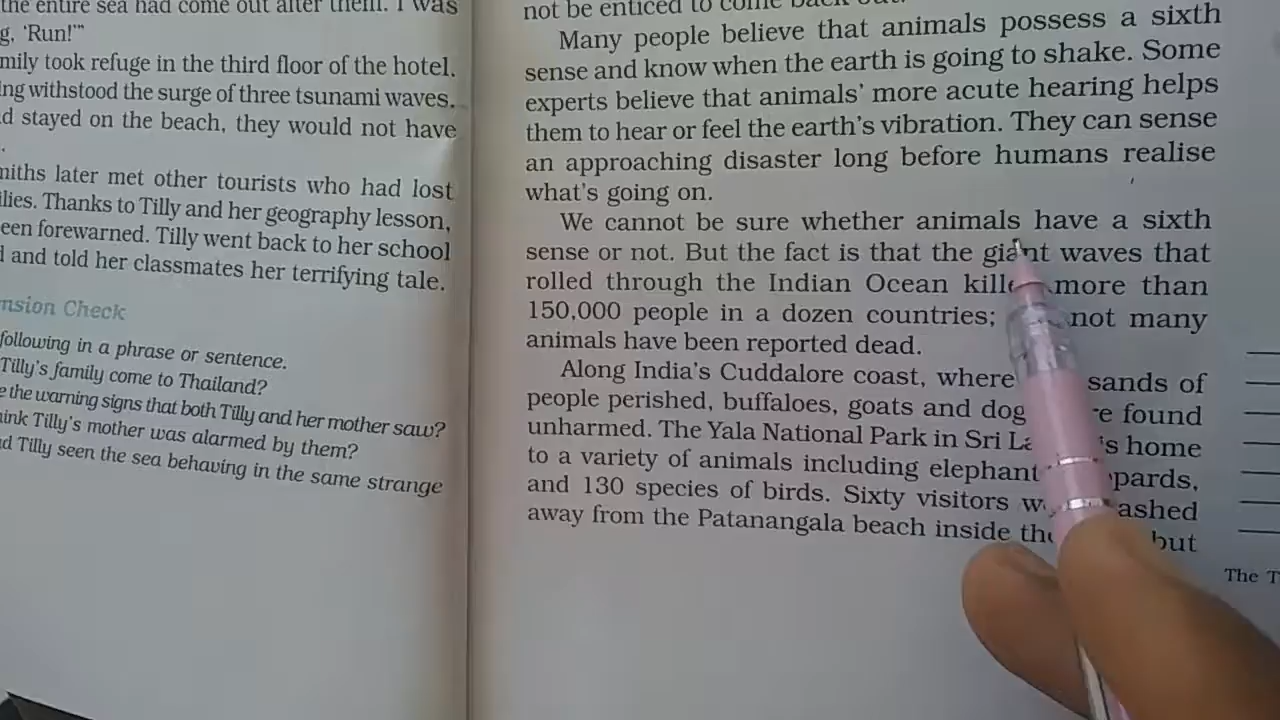 the entire sea had come out after them. I was
g, 'Run!'"
mily took refuge in the third floor of the hotel.
ng withstood the surge of three tsunami waves.
d stayed on the beach, they would not have
.
niths later met other tourists who had lost
lies. Thanks to Tilly and her geography lesson,
een forewarned. Tilly went back to her school
d and told her classmates her terrifying tale.
nsion Check
following in a phrase or sentence.
Tilly's family come to Thailand?
e the warning signs that both Tilly and her mother saw?
ink Tilly's mother was alarmed by them?
d Tilly seen the sea behaving in the same strange
not be enticed to come back out.
Many people believe that animals possess a sixth
sense and know when the earth is going to shake. Some
experts believe that animals' more acute hearing helps
them to hear or feel the earth's vibration. They can sense
an approaching disaster long before humans realise
what's going on.
We cannot be sure whether animals have a sixth
sense or not. But the fact is that the giant waves that
rolled through the Indian Ocean kille more than
150,000 people in a dozen countries; not many
animals have been reported dead.
Along India's Cuddalore coast, where sands of
people perished, buffaloes, goats and dog re found
unharmed. The Yala National Park in Sri La 's home
to a variety of animals including elephant pards,
and 130 species of birds. Sixty visitors w ashed
away from the Patanangala beach inside the but
The T